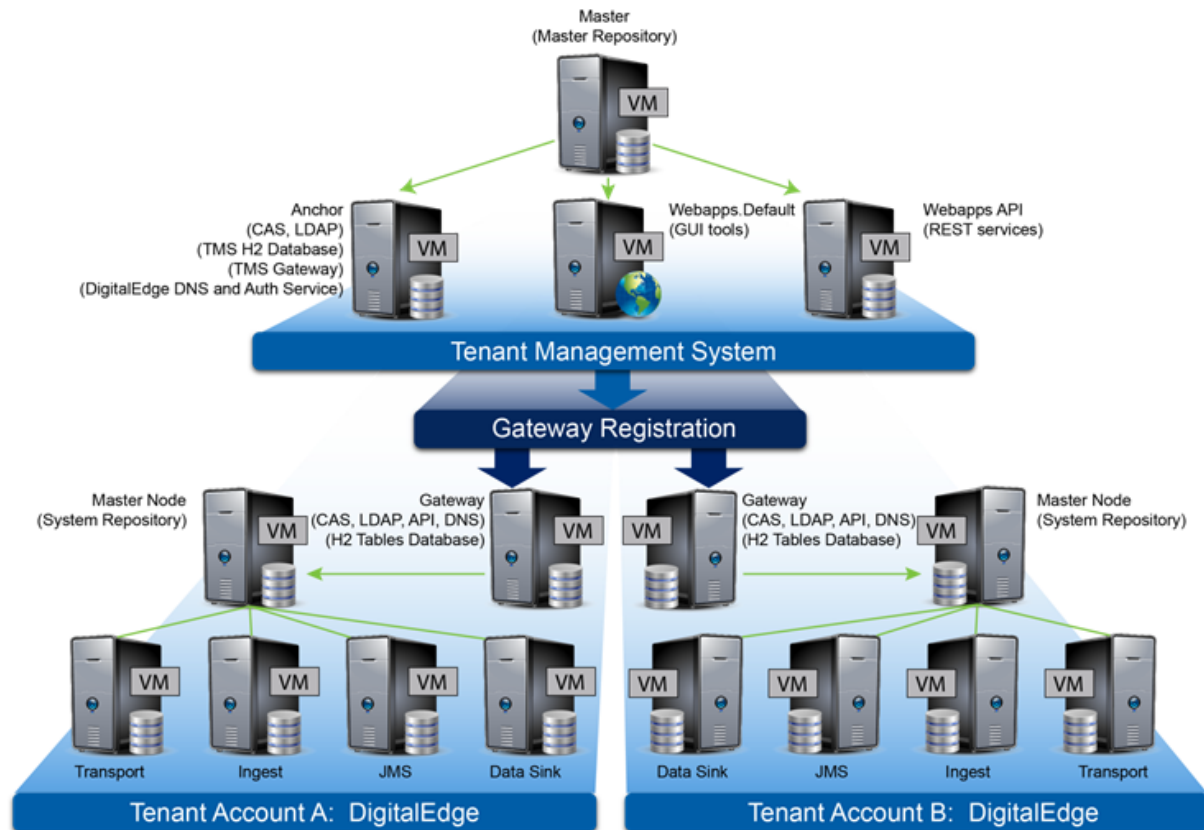 Master
(Master Repository)
VM
Anchor
(CAS, LDAP)
(TMS H2 Database)
(TMS Gateway)
(DigitalEdge DNS and Auth Service)
VM
Webapps.Default
(GUI tools)
VM
Webapps API
(REST services)
VM
Tenant Management System
Gateway Registration
Master Node
(System Repository)
VM
Gateway
(CAS, LDAP, API, DNS)
(H2 Tables Database)
VM
VM
Gateway
(CAS, LDAP, API, DNS)
(H2 Tables Database)
VM
Master Node
(System Repository)
VM
VM
VM
VM
VM
VM
VM
VM
Transport
Ingest
JMS
Data Sink
Data Sink
JMS
Ingest
Transport
Tenant Account A: DigitalEdge
Tenant Account B: DigitalEdge